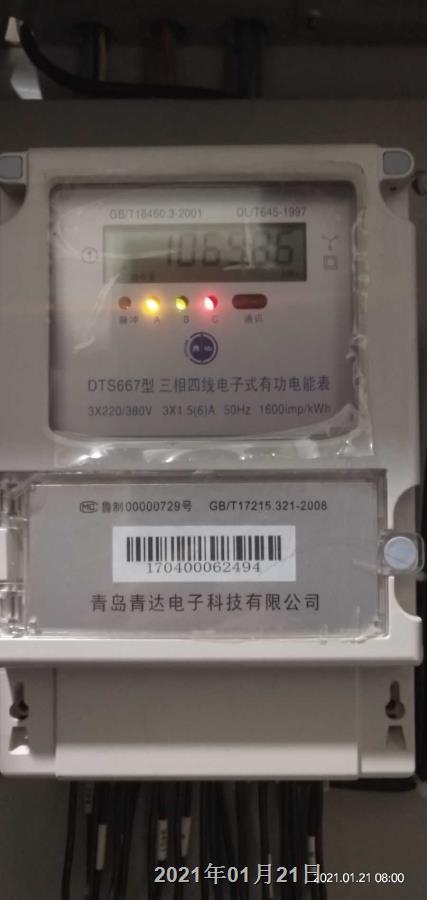 GB/T18460.3-2001 DL/T645-1997
1
1065.86
脉冲 A B C 通讯
DTS667型 三相四线电子式有功电能表
3X220/380V 3X1.5(6)A 50Hz 1600imp/kWh
MC 鲁制00000729号 GB/T17215.321-2008
170400062494
青岛青达电子科技有限公司
2021年01月21日
2021.01.21 08:00